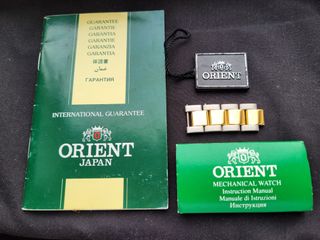 GUARANTEE
GARANTIE
GARANTIA
GARANTIE
GARANZIA
GARANTIA
保證書
ضمان
ГАРАНТИЯ
INTERNATIONAL GUARANTEE
ORIENT
JAPAN
ORIENT
ORIENT
MECHANICAL WATCH
Instruction Manual
Manuale di Istruzioni
Инструкция